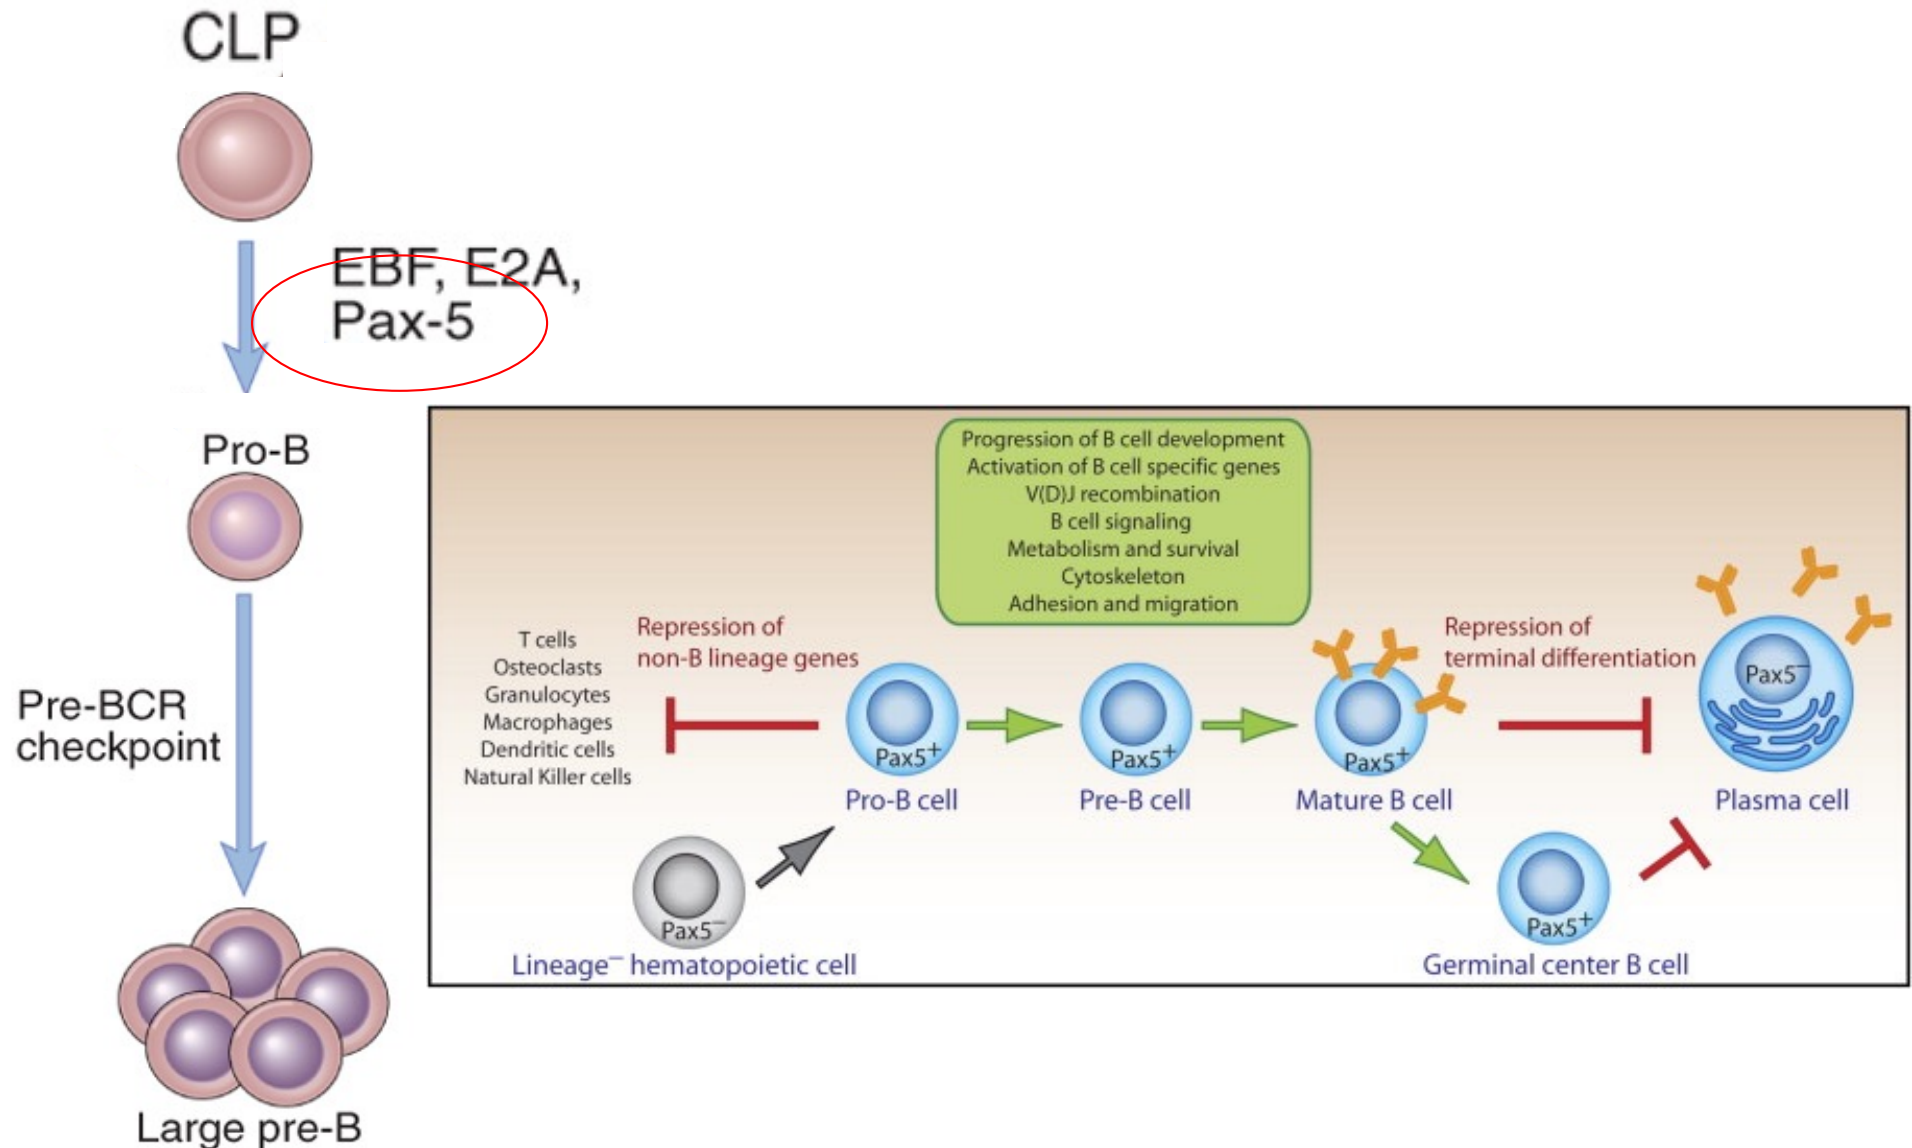 CLP
EBF, E2A,
Pax-5
Pro-B
Pre-BCR
checkpoint
Large pre-B
Progression of B cell development
Activation of B cell specific genes
V(D)J recombination
B cell signaling
Metabolism and survival
Cytoskeleton
Adhesion and migration
T cells
Osteoclasts
Granulocytes
Macrophages
Dendritic cells
Natural Killer cells
Repression of
non-B lineage genes
Pax5+
Pro-B cell
Pax5+
Pre-B cell
Pax5+
Mature B cell
Repression of
terminal differentiation
Pax5−
Plasma cell
Pax5−
Lineage− hematopoietic cell
Pax5+
Germinal center B cell